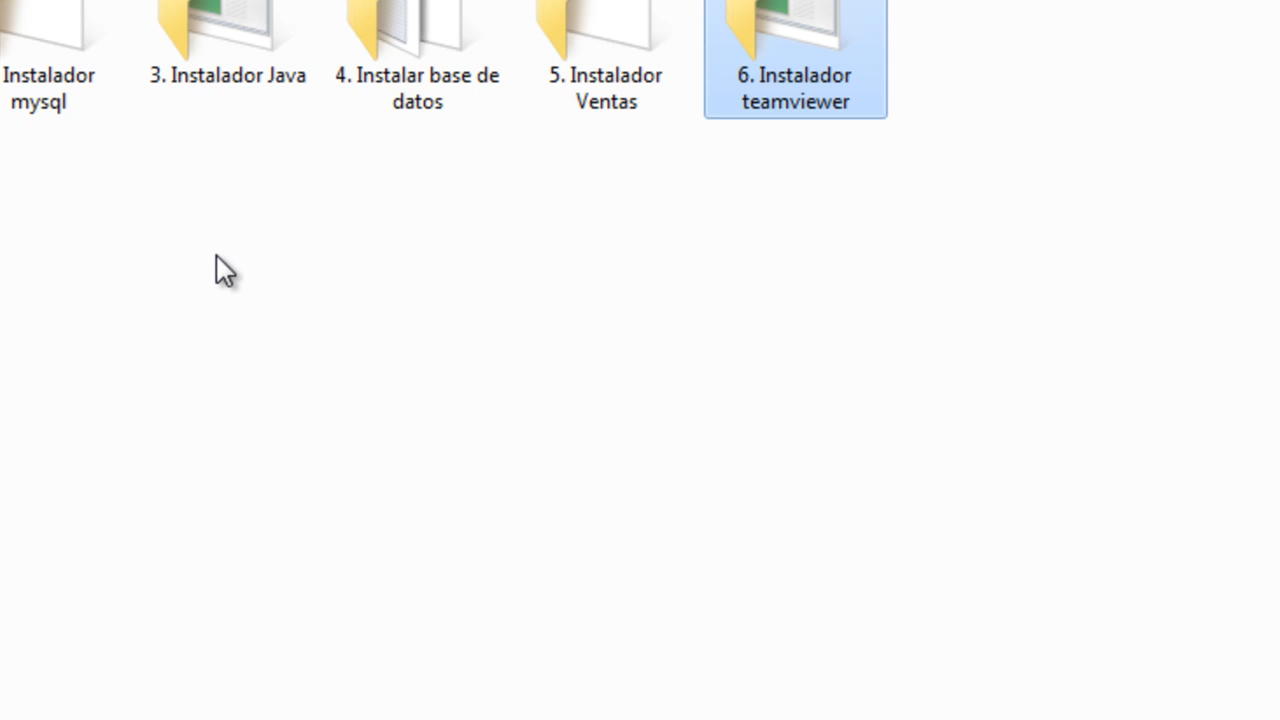 Instalador
mysql
3. Instalador Java
4. Instalar base de
datos
5. Instalador
Ventas
6. Instalador
teamviewer